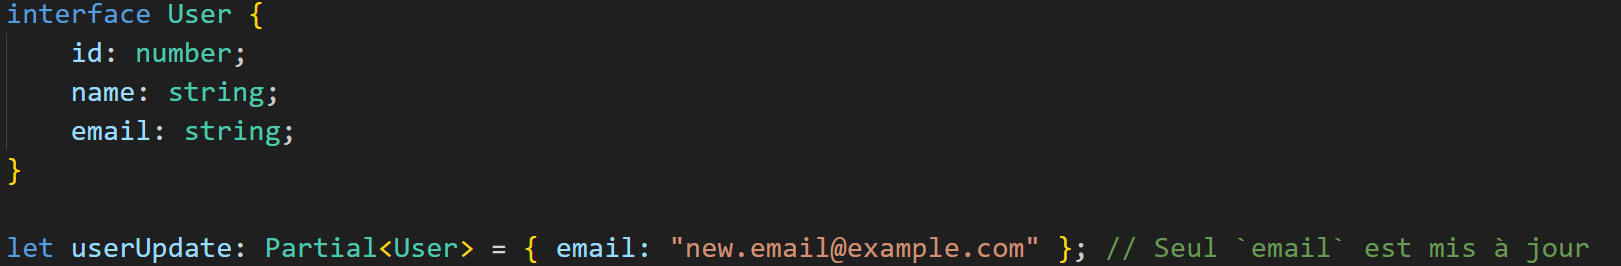 interface User {
    id: number;
    name: string;
    email: string;
}
let userUpdate: Partial<User> = { email: "new.email@example.com" }; // Seul `email` est mis à jour